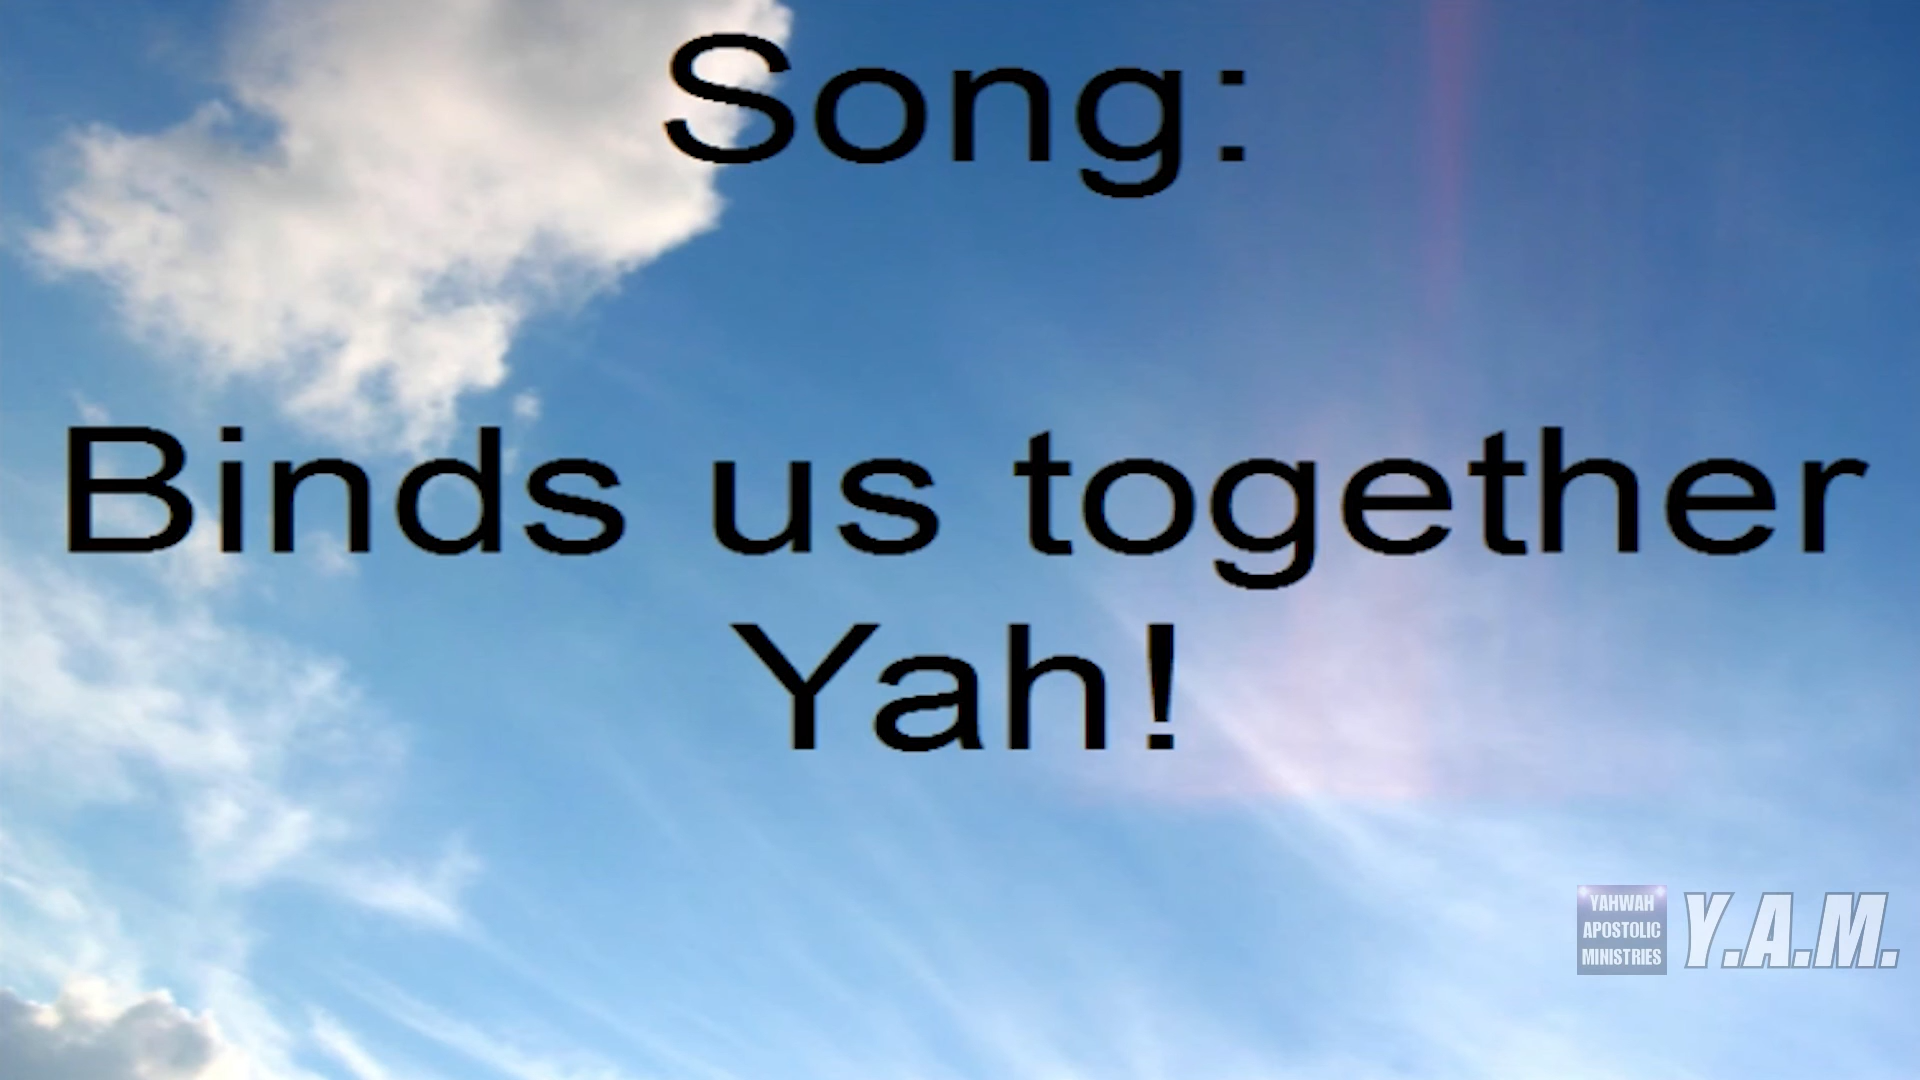 Song:
Binds us together
Yah!
YAHWAH
APOSTOLIC
MINISTRIES
Y.A.M.